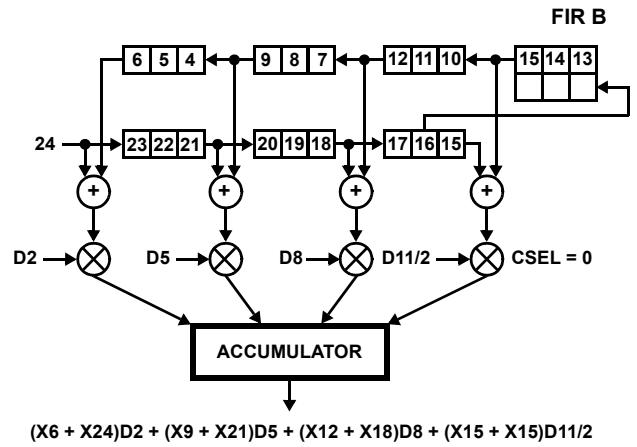 FIR B
6 5 4 9 8 7 12 11 10 15 14 13
24 23 22 21 20 19 18 17 16 15
+ + + +
D2 D5 D8 D11/2 CSEL = 0
ACCUMULATOR
(X6 + X24)D2 + (X9 + X21)D5 + (X12 + X18)D8 + (X15 + X15)D11/2